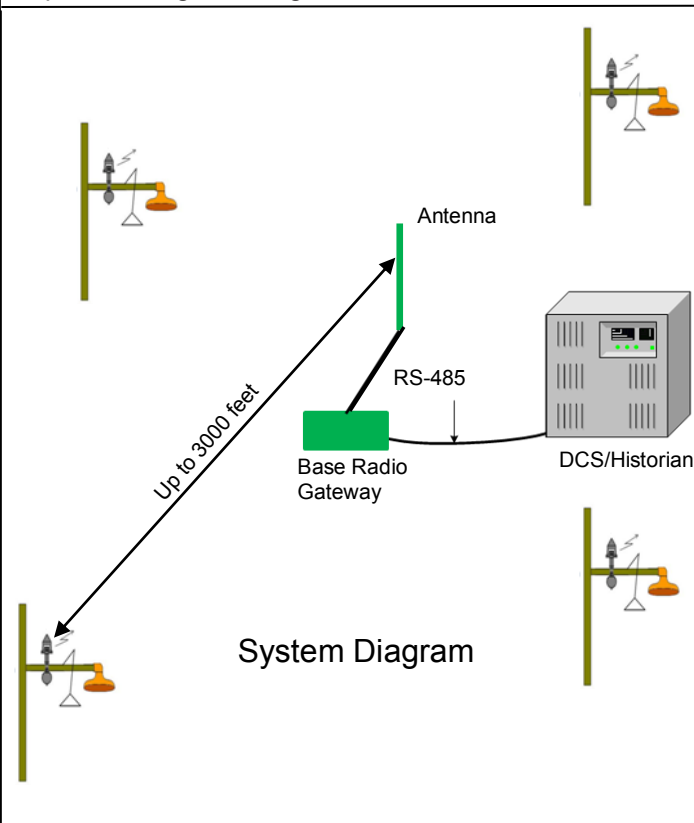 Antenna
RS-485
Up to 3000 feet
Base Radio
Gateway
DCS/Historian
System Diagram